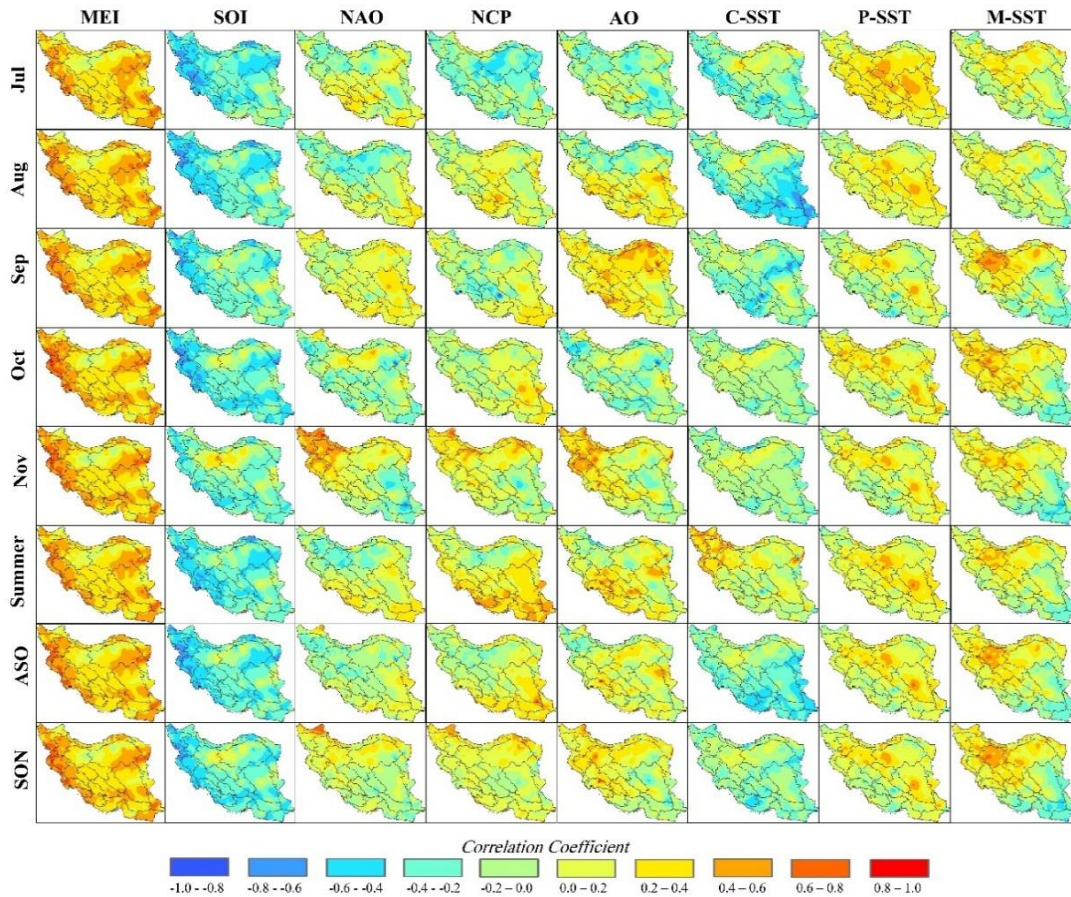 MEI SOI NAO NCP AO C-SST P-SST M-SST
Jul
Aug
Sep
Oct
Nov
Summer
ASO
SON
Correlation Coefficient
-1.0 – -0.8 -0.8 – -0.6 -0.6 – -0.4 -0.4 – -0.2 -0.2 – 0.0 0.0 – 0.2 0.2 – 0.4 0.4 – 0.6 0.6 – 0.8 0.8 – 1.0